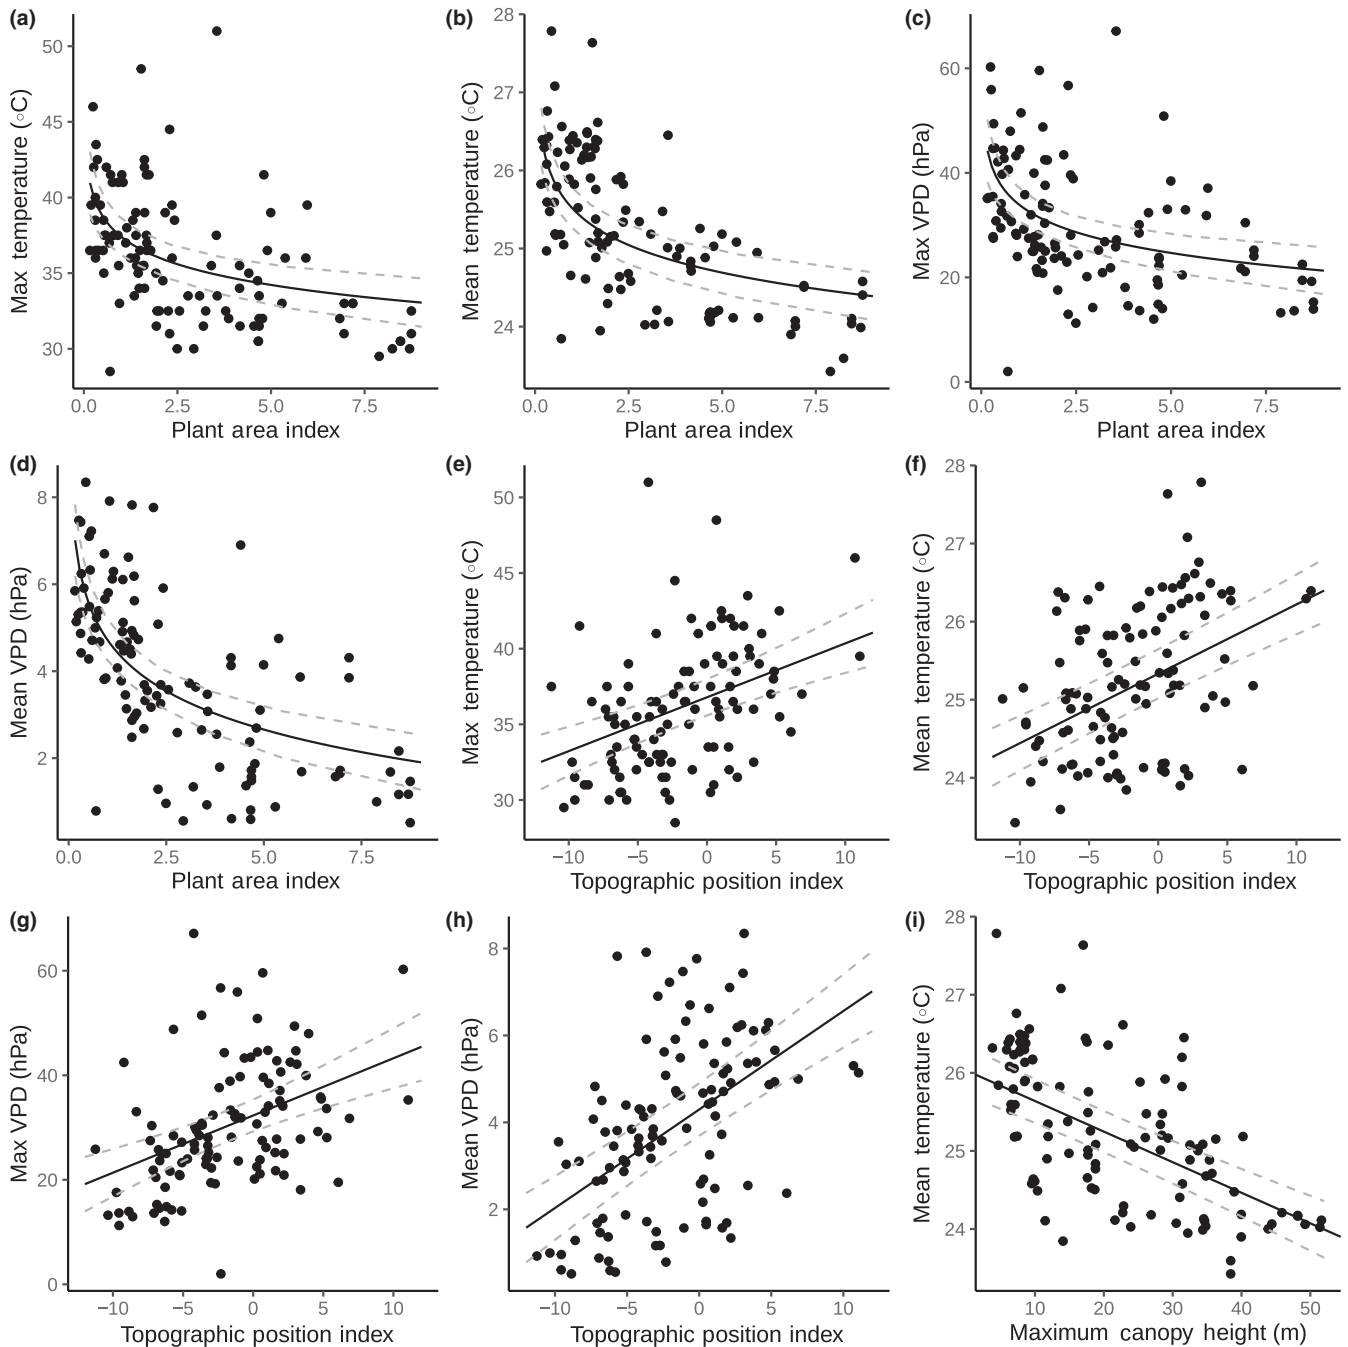 (a)
Max temperature (°C)
50
45
40
35
30
0.0 2.5 5.0 7.5
Plant area index
(b)
Mean temperature (°C)
28
27
26
25
24
0.0 2.5 5.0 7.5
Plant area index
(c)
Max VPD (hPa)
60
40
20
0
0.0 2.5 5.0 7.5
Plant area index
(d)
Mean VPD (hPa)
8
6
4
2
0.0 2.5 5.0 7.5
Plant area index
(e)
Max temperature (°C)
50
45
40
35
30
−10 −5 0 5 10
Topographic position index
(f)
Mean temperature (°C)
28
27
26
25
24
−10 −5 0 5 10
Topographic position index
(g)
Max VPD (hPa)
60
40
20
0
−10 −5 0 5 10
Topographic position index
(h)
Mean VPD (hPa)
8
6
4
2
−10 −5 0 5 10
Topographic position index
(i)
Mean temperature (°C)
28
27
26
25
24
10 20 30 40 50
Maximum canopy height (m)